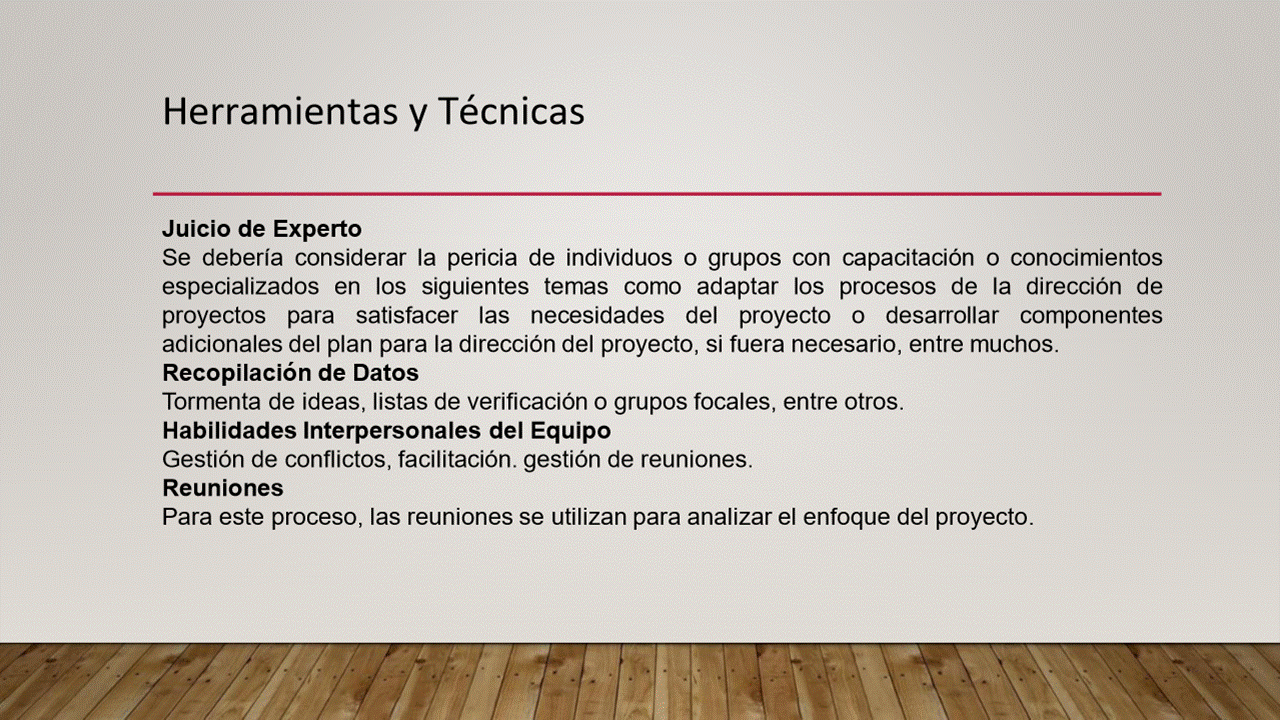 Herramientas y Técnicas
Juicio de Experto
Se debería considerar la pericia de individuos o grupos con capacitación o conocimientos
especializados en los siguientes temas como adaptar los procesos de la dirección de
proyectos para satisfacer las necesidades del proyecto o desarrollar componentes
adicionales del plan para la dirección del proyecto, si fuera necesario, entre muchos.
Recopilación de Datos
Tormenta de ideas, listas de verificación o grupos focales, entre otros.
Habilidades Interpersonales del Equipo
Gestión de conflictos, facilitación. gestión de reuniones.
Reuniones
Para este proceso, las reuniones se utilizan para analizar el enfoque del proyecto.